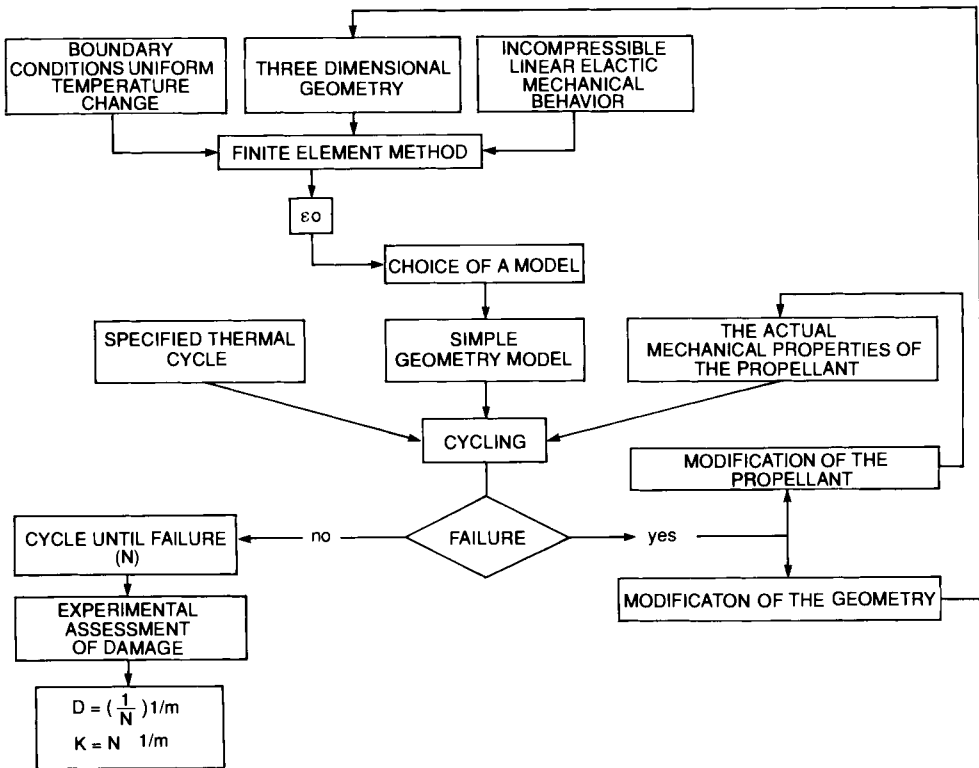 BOUNDARY
CONDITIONS UNIFORM
TEMPERATURE
CHANGE
THREE DIMENSIONAL
GEOMETRY
INCOMPRESSIBLE
LINEAR ELACTIC
MECHANICAL
BEHAVIOR
FINITE ELEMENT METHOD
εo
CHOICE OF A MODEL
SPECIFIED THERMAL
CYCLE
SIMPLE
GEOMETRY MODEL
THE ACTUAL
MECHANICAL PROPERTIES OF
THE PROPELLANT
CYCLING
MODIFICATION OF THE
PROPELLANT
CYCLE UNTIL FAILURE
(N)
no
FAILURE
yes
MODIFICATON OF THE GEOMETRY
EXPERIMENTAL
ASSESSMENT
OF DAMAGE
D = (1/N) 1/m
K = N 1/m